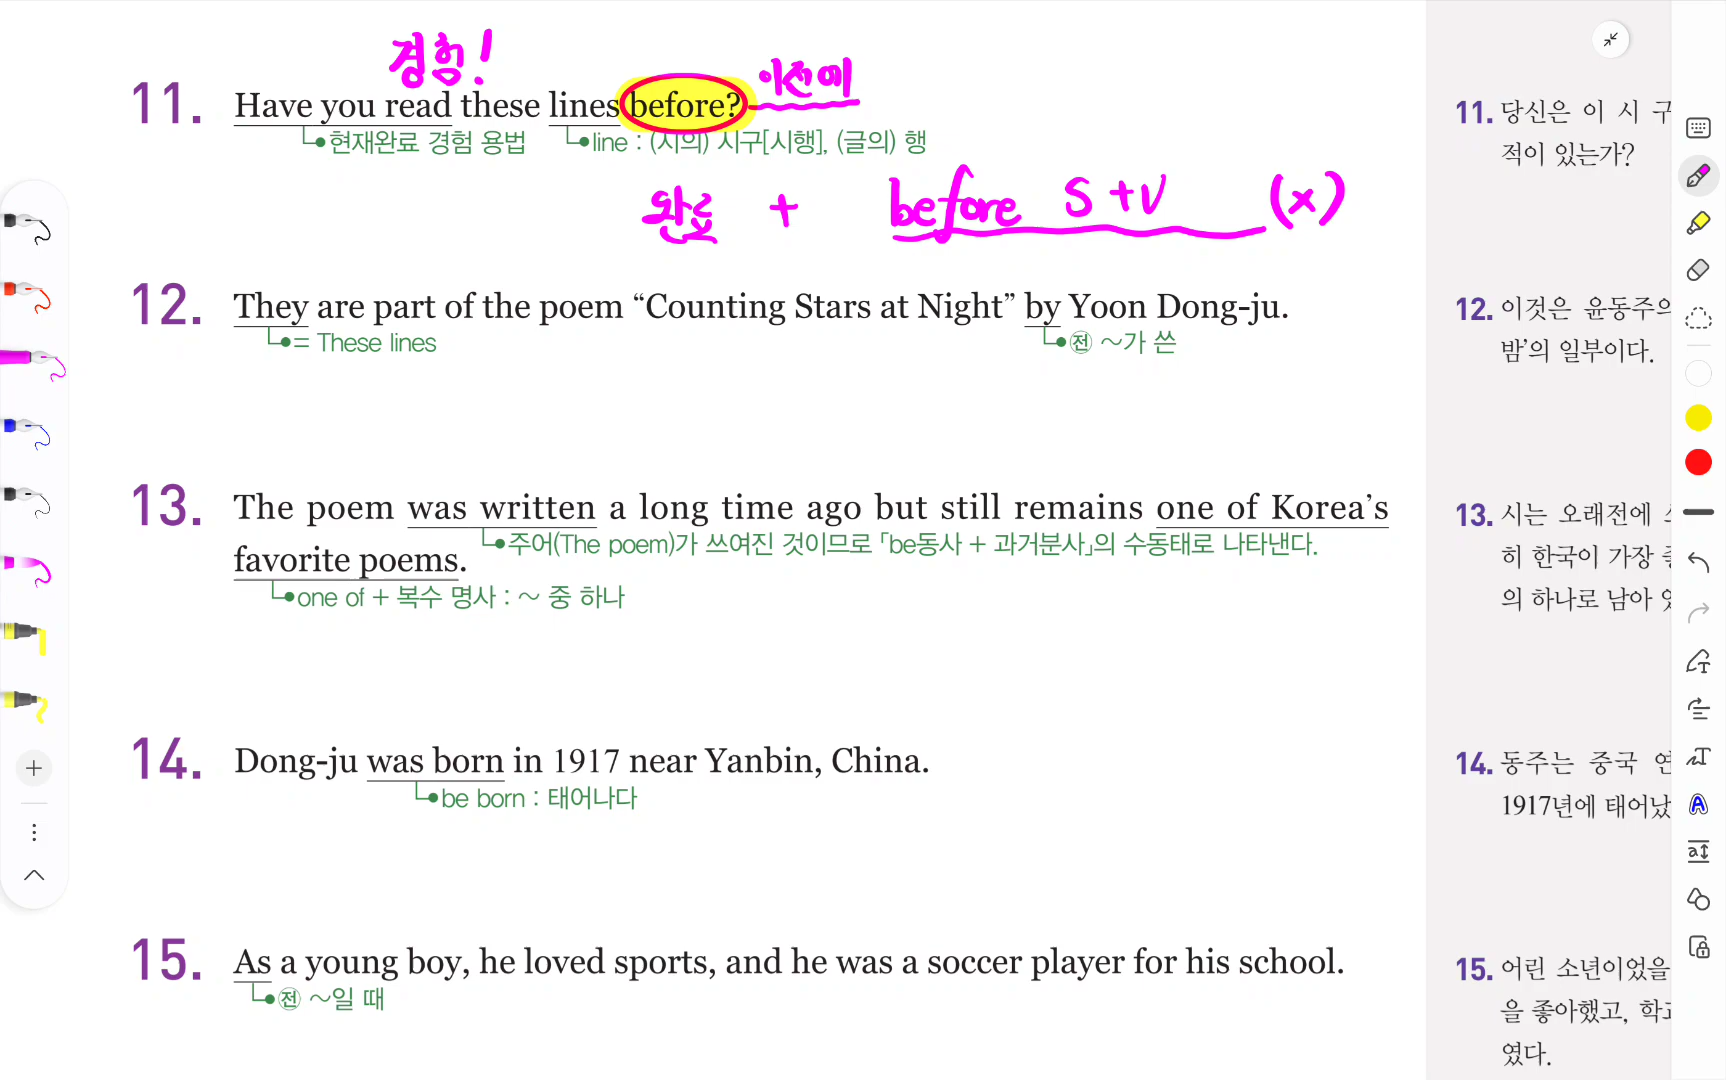 경험!
이전에
11. Have you read these lines before?
현재완료 경험 용법 line : (시의) 시구[시행], (글의) 행
완료 + before S+V (x)
12. They are part of the poem “Counting Stars at Night” by Yoon Dong-ju.
= These lines 전 ~가 쓴
13. The poem was written a long time ago but still remains one of Korea’s
주어(The poem)가 쓰여진 것이므로 「be동사 + 과거분사」의 수동태로 나타낸다.
favorite poems.
one of + 복수 명사 : ~ 중 하나
14. Dong-ju was born in 1917 near Yanbin, China.
be born : 태어나다
15. As a young boy, he loved sports, and he was a soccer player for his school.
전 ~일 때
11. 당신은 이 시 구
적이 있는가?
12. 이것은 윤동주의
밤’의 일부이다.
13. 시는 오래전에
히 한국이 가장
의 하나로 남아
14. 동주는 중국 연
1917년에 태어났
15. 어린 소년이었을
을 좋아했고, 학교
였다.